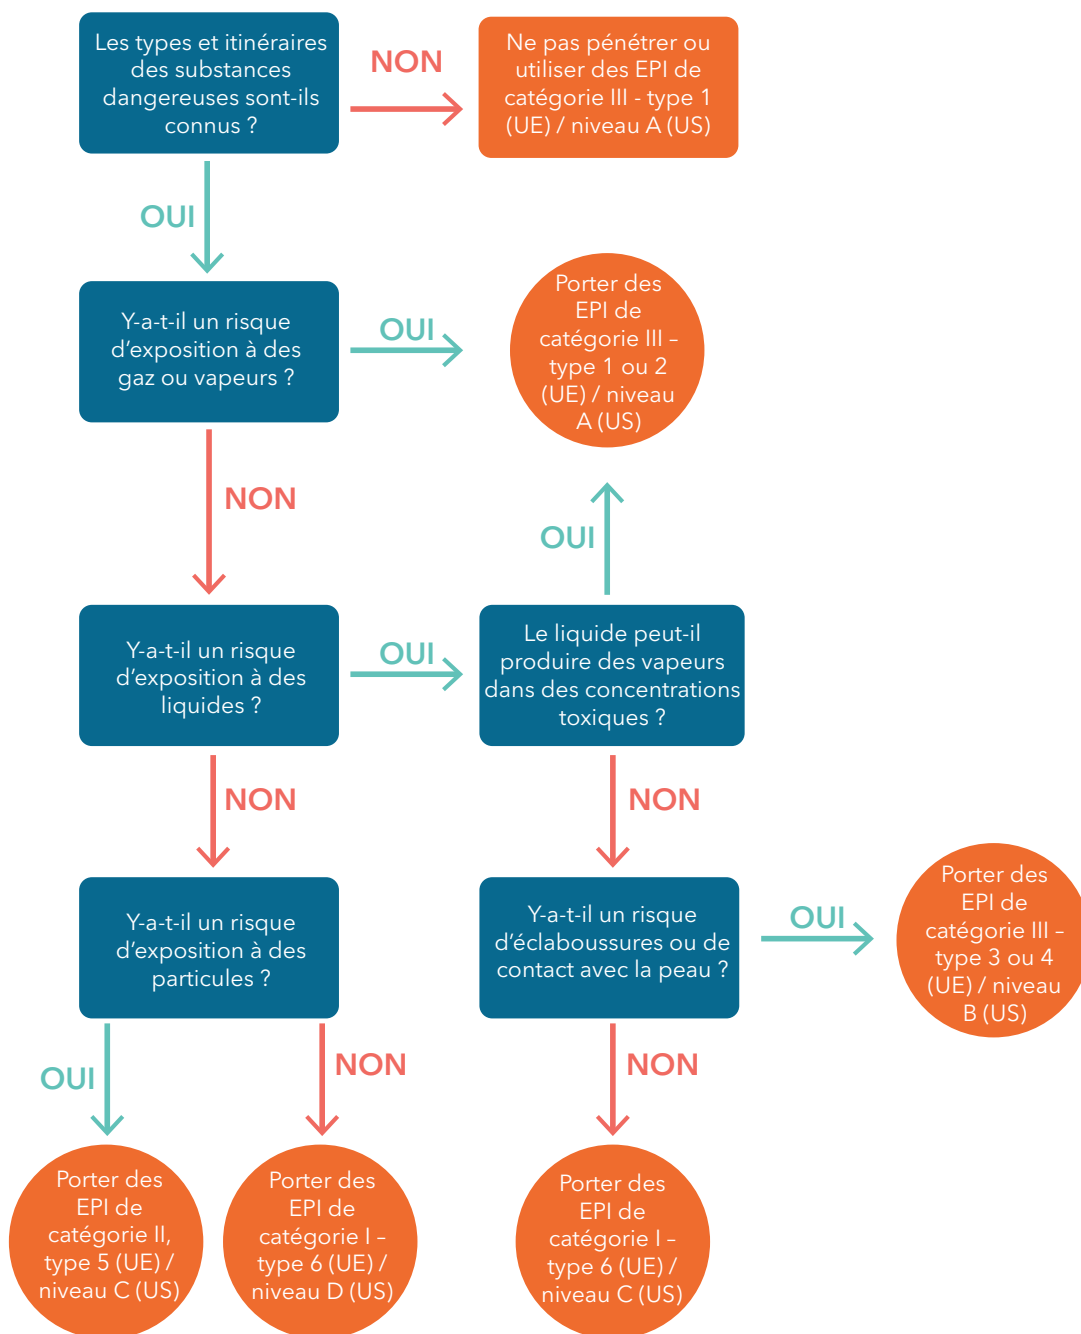 Les types et itinéraires
des substances
dangereuses sont-ils
connus ?
NON
Ne pas pénétrer ou
utiliser des EPI de
catégorie III - type 1
(UE) / niveau A (US)
OUI
Y-a-t-il un risque
d’exposition à des
gaz ou vapeurs ?
OUI
Porter des
EPI de
catégorie III –
type 1 ou 2
(UE) / niveau
A (US)
NON
OUI
Y-a-t-il un risque
d’exposition à des
liquides ?
OUI
Le liquide peut-il
produire des vapeurs
dans des concentrations
toxiques ?
NON
NON
Y-a-t-il un risque
d’exposition à des
particules ?
Y-a-t-il un risque
d’éclaboussures ou de
contact avec la peau ?
OUI
Porter des
EPI de
catégorie III –
type 3 ou 4
(UE) / niveau
B (US)
OUI
NON
NON
Porter des
EPI de
catégorie II,
type 5 (UE) /
niveau C (US)
Porter des
EPI de
catégorie I –
type 6 (UE) /
niveau D (US)
Porter des
EPI de
catégorie I –
type 6 (UE) /
niveau C (US)